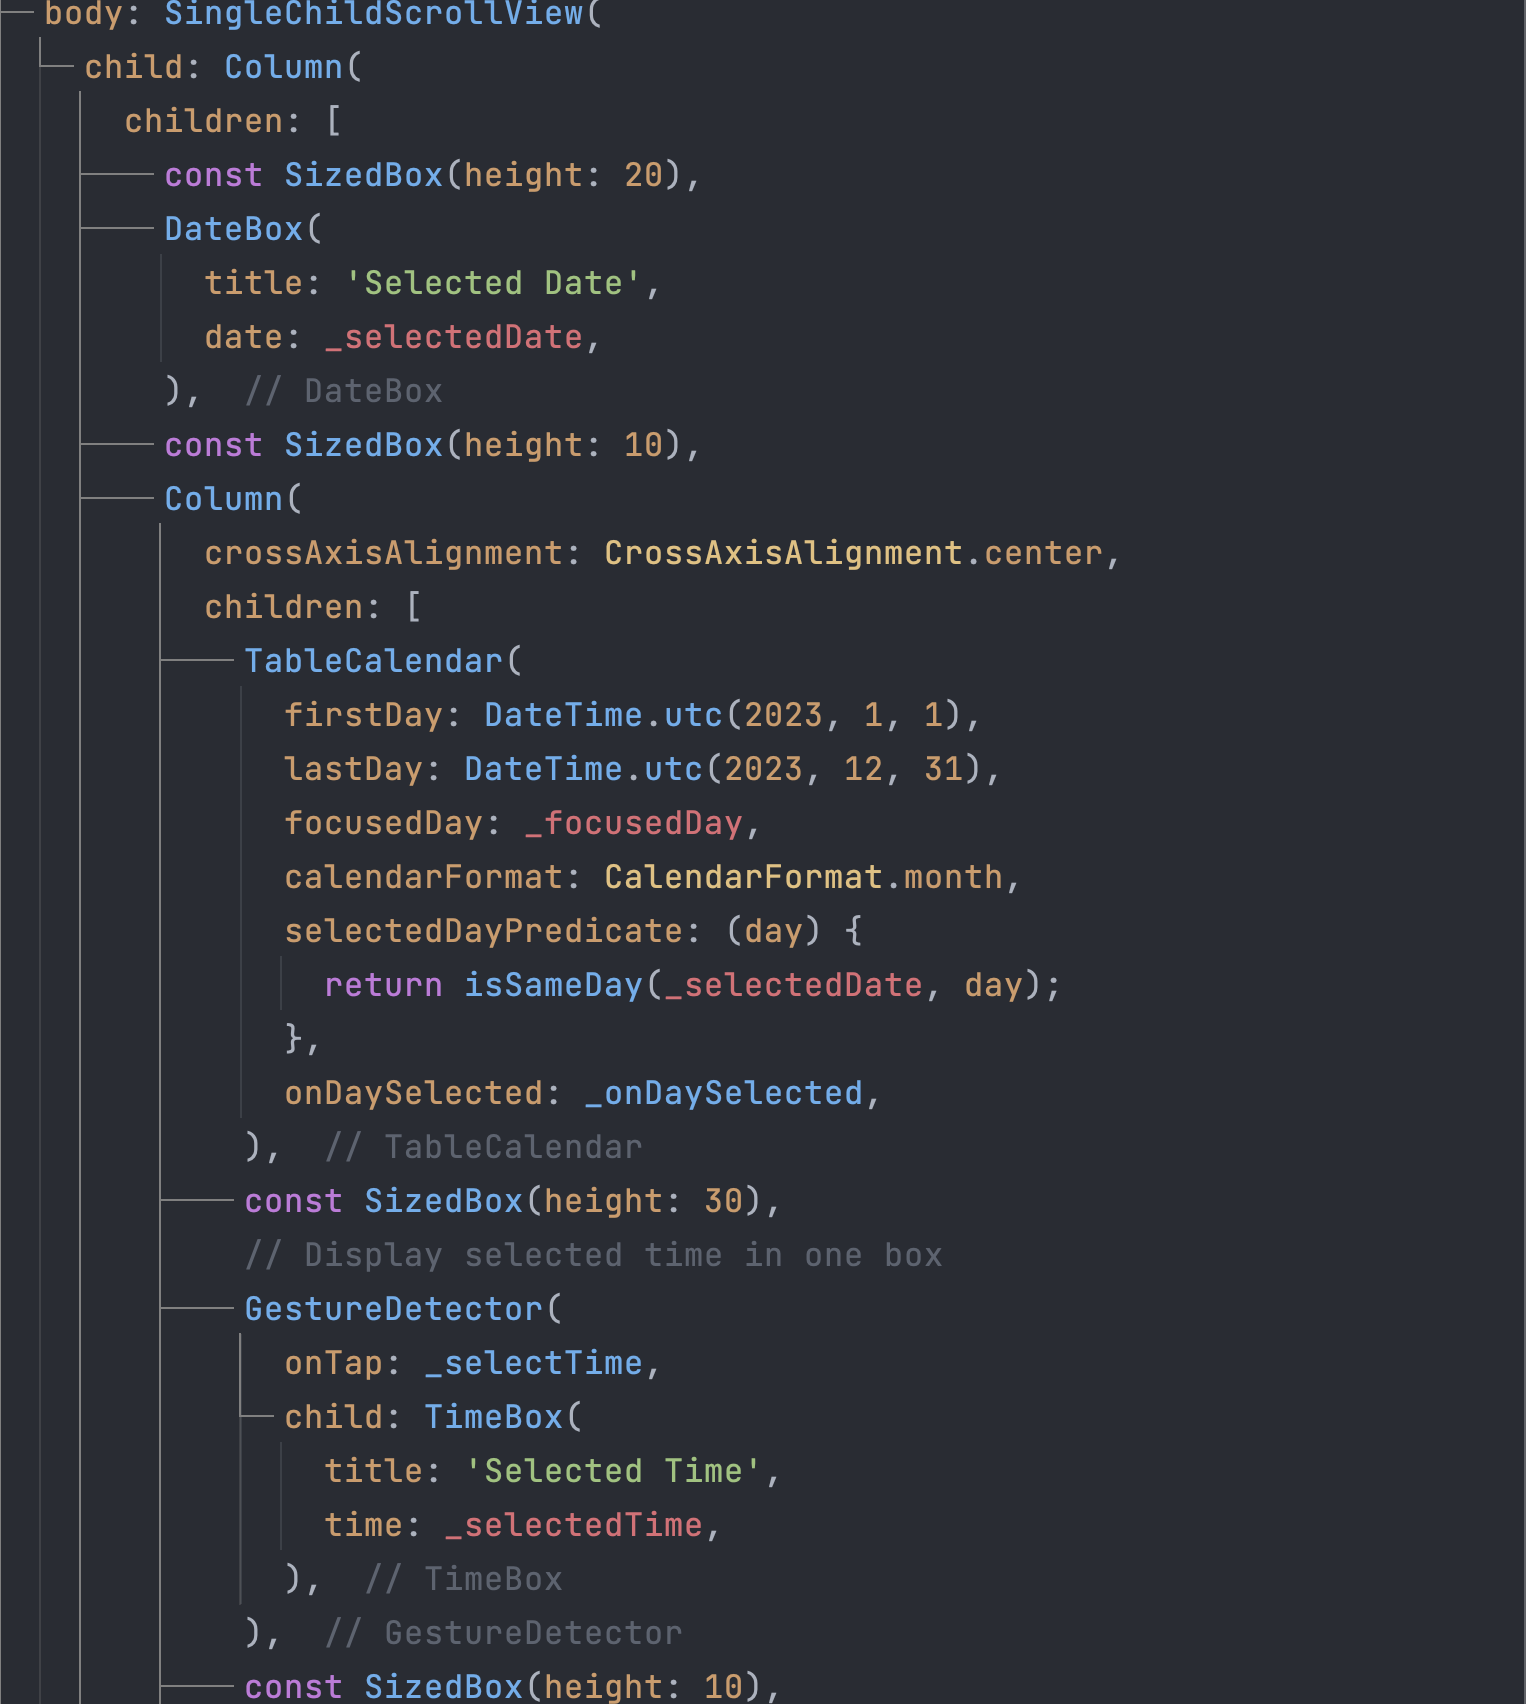 body: SingleChildScrollView(
child: Column(
children: [
const SizedBox(height: 20),
DateBox(
title: 'Selected Date',
date: _selectedDate,
), // DateBox
const SizedBox(height: 10),
Column(
crossAxisAlignment: CrossAxisAlignment.center,
children: [
TableCalendar(
firstDay: DateTime.utc(2023, 1, 1),
lastDay: DateTime.utc(2023, 12, 31),
focusedDay: _focusedDay,
calendarFormat: CalendarFormat.month,
selectedDayPredicate: (day) {
return isSameDay(_selectedDate, day);
},
onDaySelected: _onDaySelected,
), // TableCalendar
const SizedBox(height: 30),
// Display selected time in one box
GestureDetector(
onTap: _selectTime,
child: TimeBox(
title: 'Selected Time',
time: _selectedTime,
), // TimeBox
), // GestureDetector
const SizedBox(height: 10),